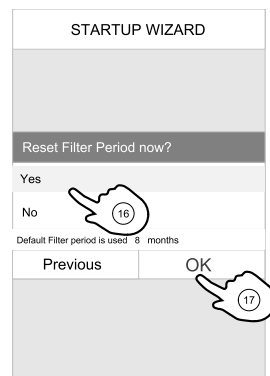 STARTUP WIZARD
Reset Filter Period now?
Yes
No
16
Default Filter period is used 8 months
Previous OK
17